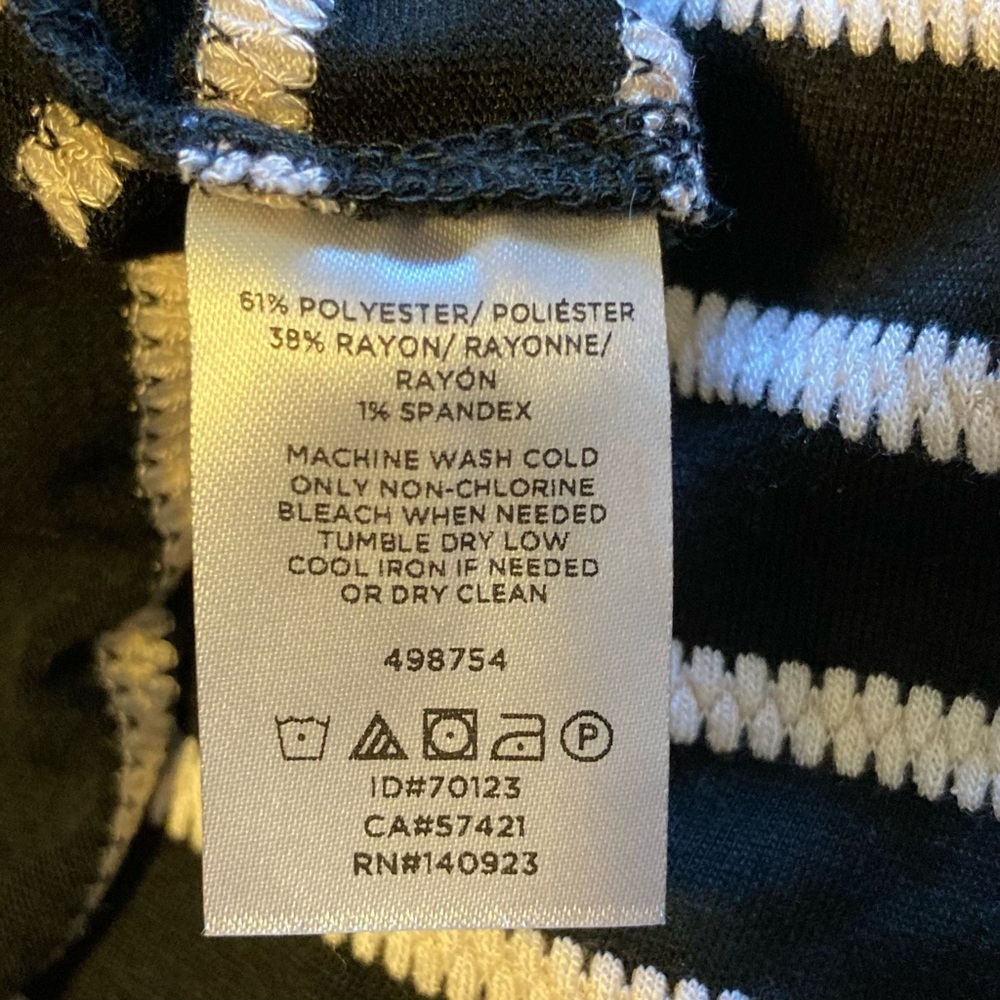 61% POLYESTER/ POLIÉSTER
38% RAYON/ RAYONNE/
RAYÓN
1% SPANDEX
MACHINE WASH COLD
ONLY NON-CHLORINE
BLEACH WHEN NEEDED
TUMBLE DRY LOW
COOL IRON IF NEEDED
OR DRY CLEAN
498754
P
ID#70123
CA#57421
RN#140923